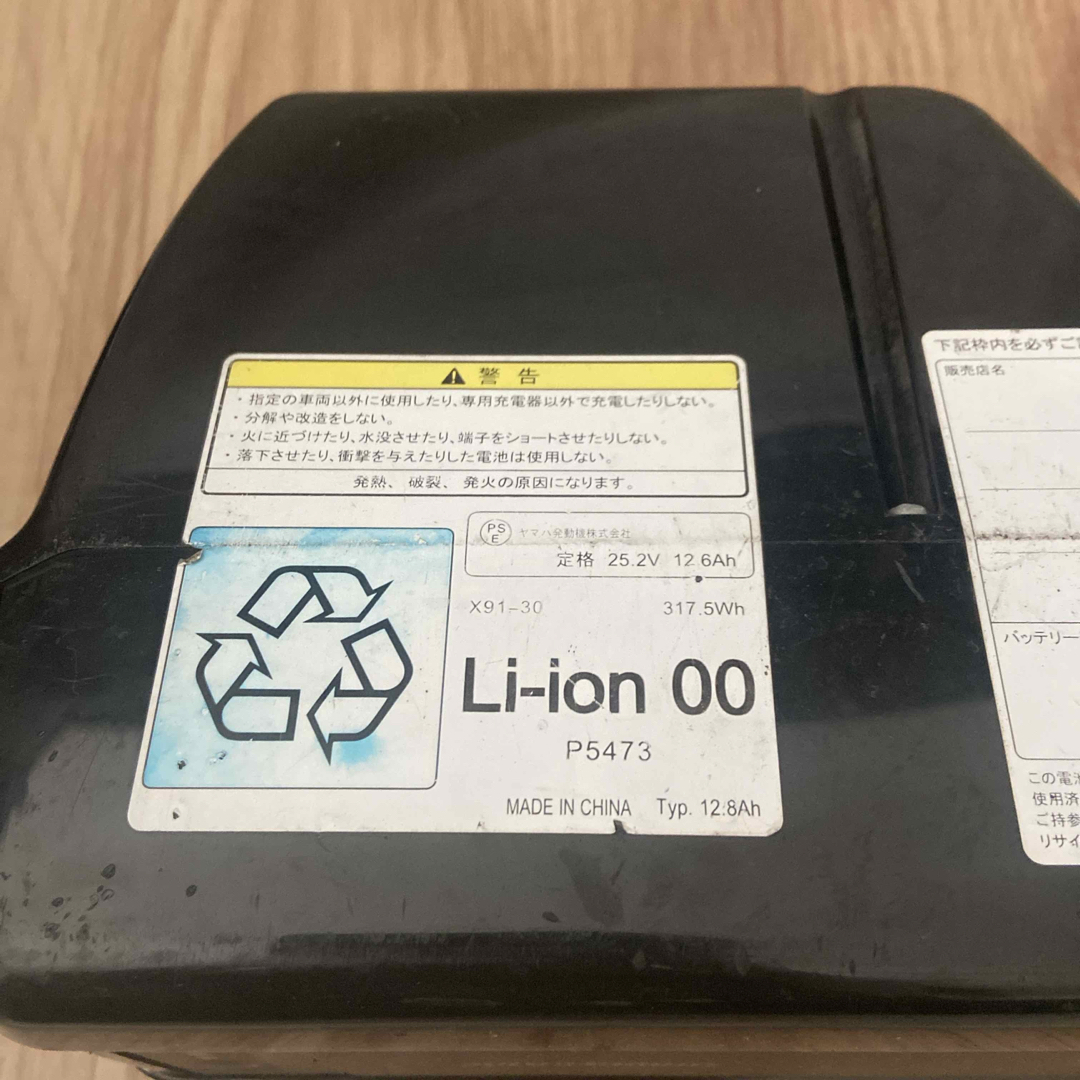 警告
・指定の車両以外に使用したり、専用充電器以外で充電したりしない。
・分解や改造をしない。
・火に近づけたり、水没させたり、端子をショートさせたりしない。
・落下させたり、衝撃を与えたりした電池は使用しない。
発熱、破裂、発火の原因になります。
PS
E
ヤマハ発動機株式会社
定格 25.2V 12.6Ah
X91-30 317.5Wh
Li-ion 00
P5473
MADE IN CHINA Typ. 12.8Ah
下記枠内を必ずご
販売店名
バッテリー
この電池
使用済
ご持参
リサイ